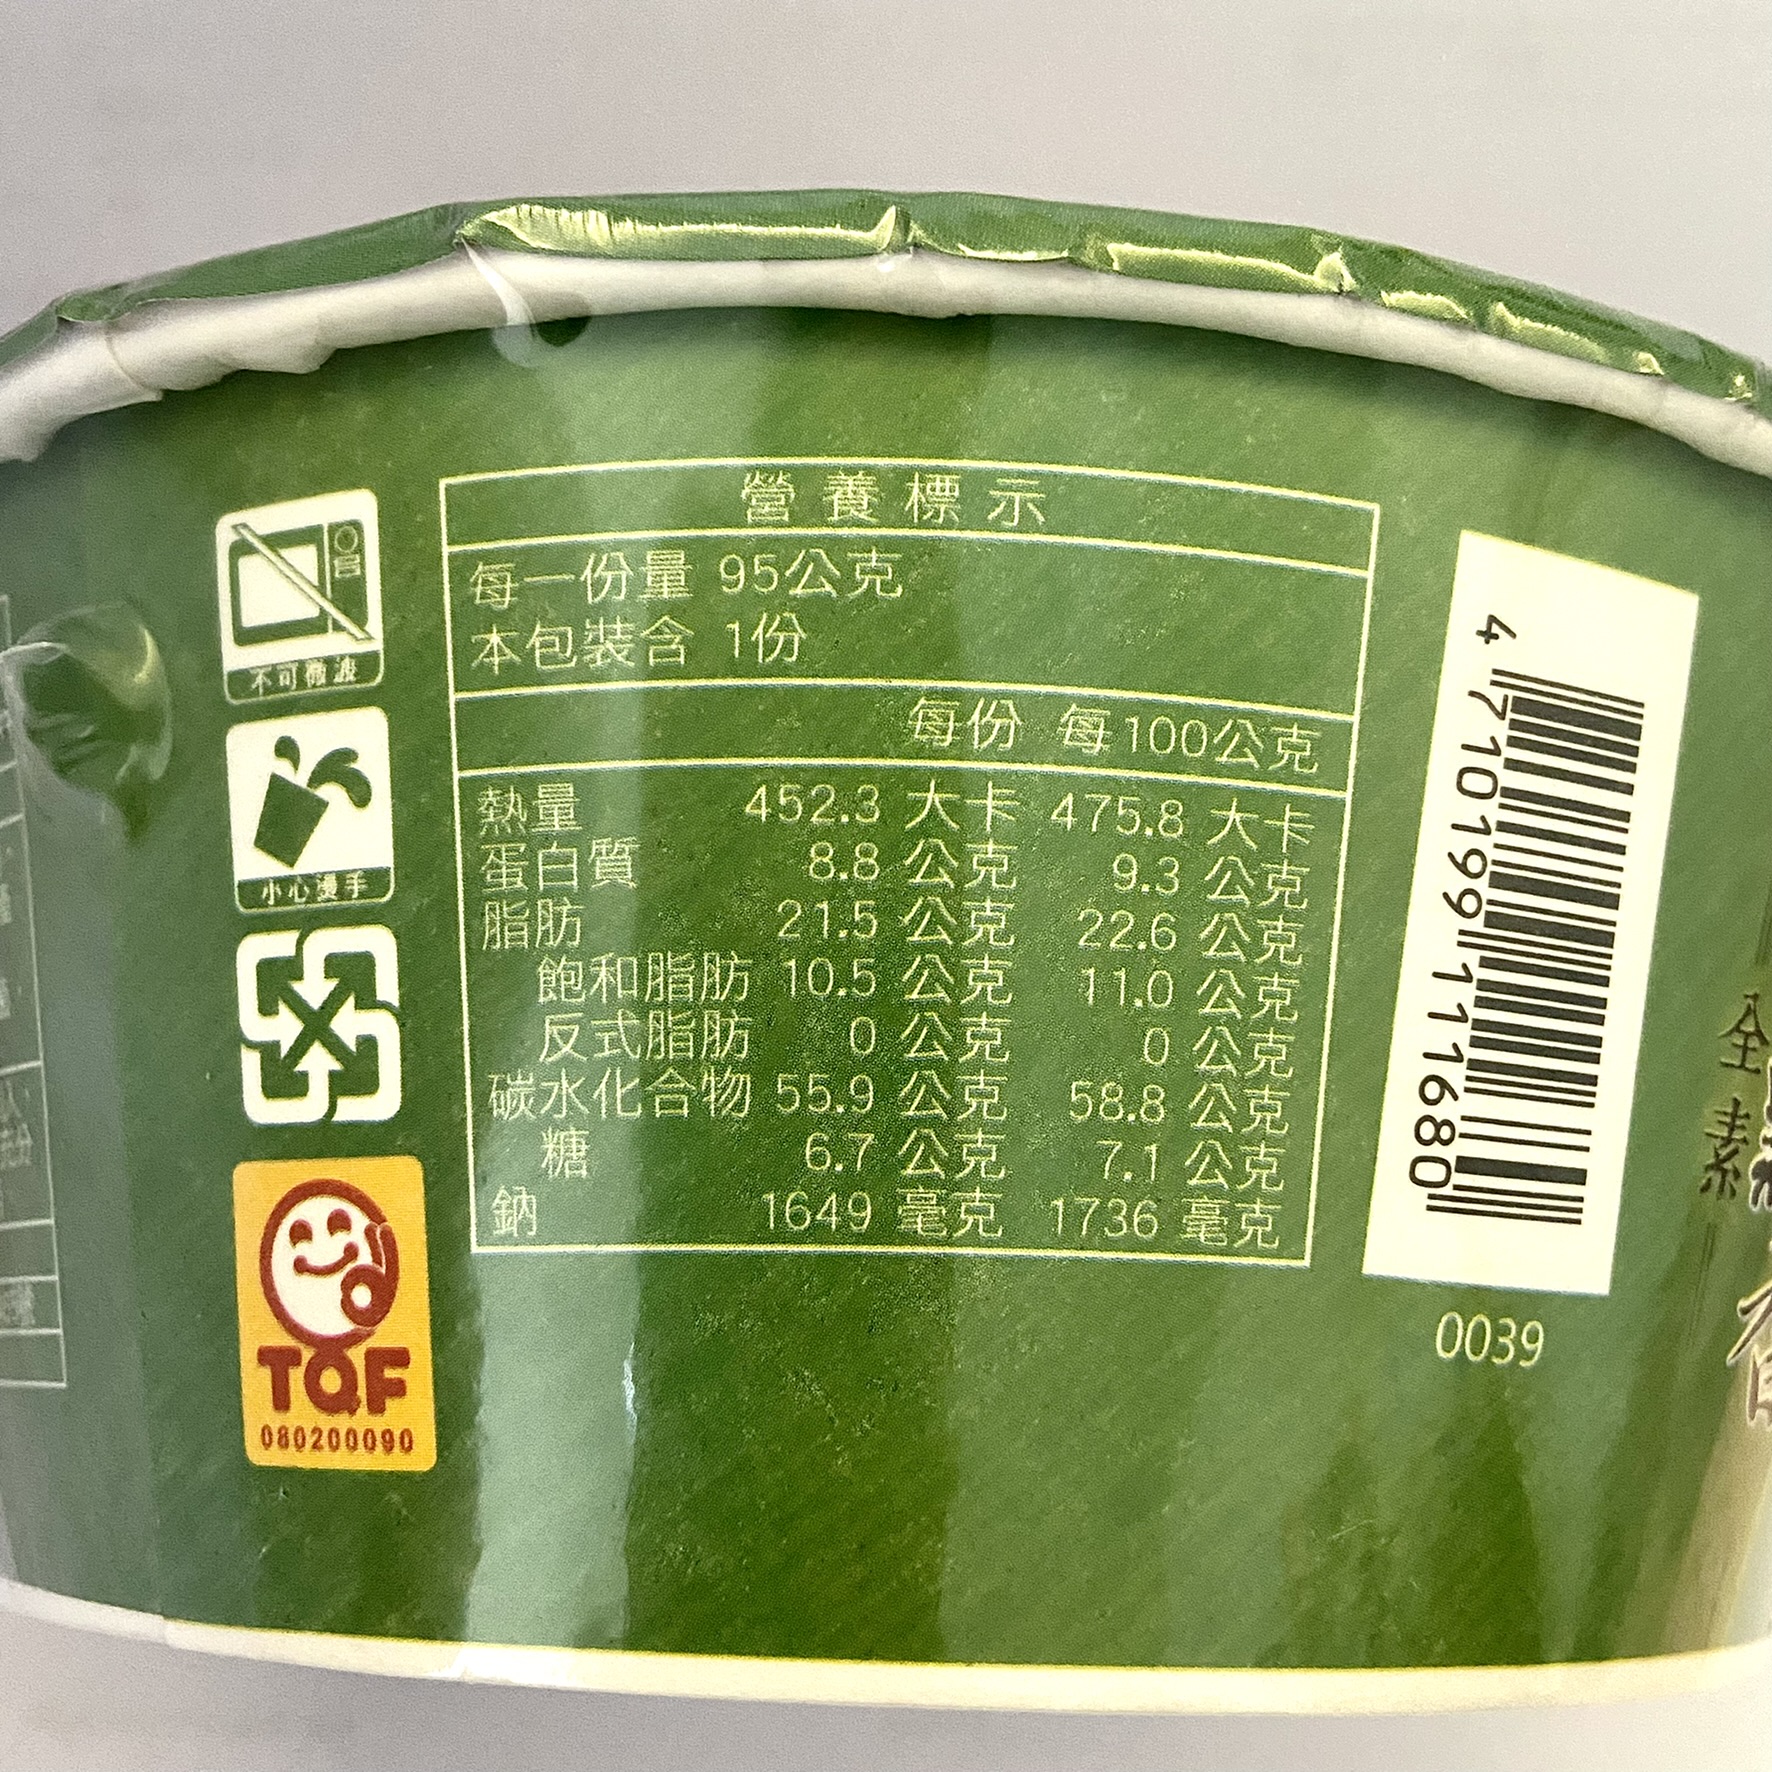 不可微波
小心燙手
TQF
080200090
營養標示
每一份量 95公克
本包裝含 1份
每份 每100公克
熱量 452.3 大卡 475.8 大卡
蛋白質 8.8 公克 9.3 公克
脂肪 21.5 公克 22.6 公克
飽和脂肪 10.5 公克 11.0 公克
反式脂肪 0 公克 0 公克
碳水化合物 55.9 公克 58.8 公克
糖 6.7 公克 7.1 公克
鈉 1649 毫克 1736 毫克
4 710199 111680
0039
全素